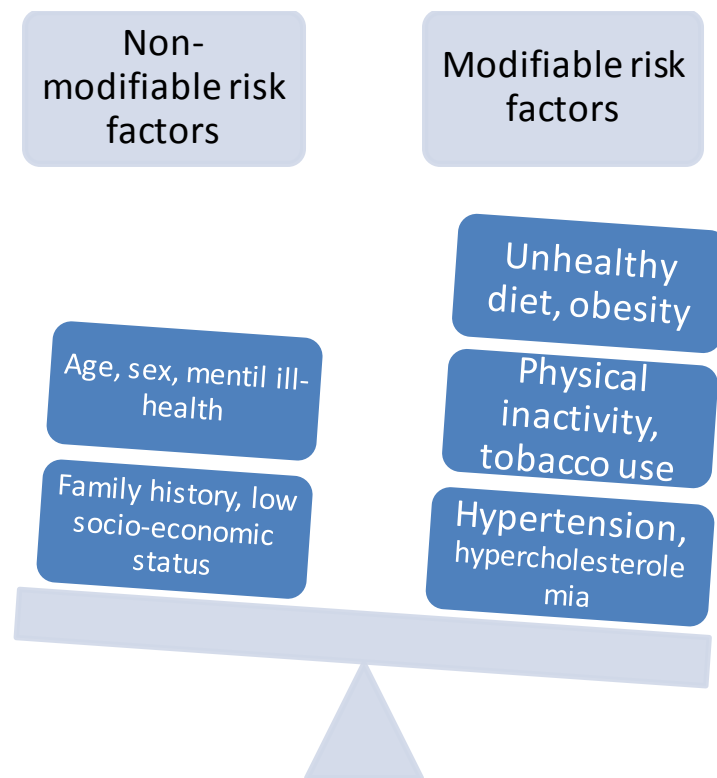 Non-
modifiable risk
factors
Modifiable risk
factors
Age, sex, mentil ill-
health
Family history, low
socio-economic
status
Unhealthy
diet, obesity
Physical
inactivity,
tobacco use
Hypertension,
hypercholesterole
mia